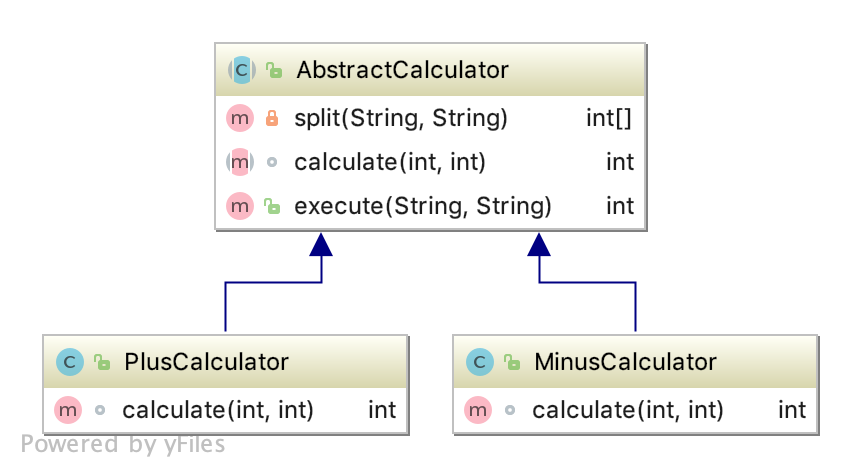 C AbstractCalculator
m split(String, String) int[]
m calculate(int, int) int
m execute(String, String) int
C PlusCalculator
m calculate(int, int) int
C MinusCalculator
m calculate(int, int) int
Powered by yFiles